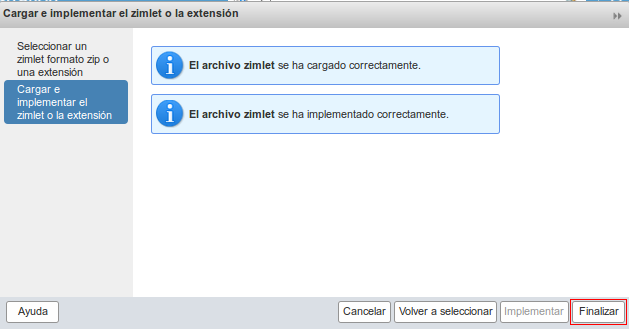 Cargar e implementar el zimlet o la extensión
Seleccionar un
zimlet formato zip o
una extensión
Cargar e
implementar el
zimlet o la extensión
El archivo zimlet se ha cargado correctamente.
El archivo zimlet se ha implementado correctamente.
Ayuda
Cancelar
Volver a seleccionar
Implementar
Finalizar